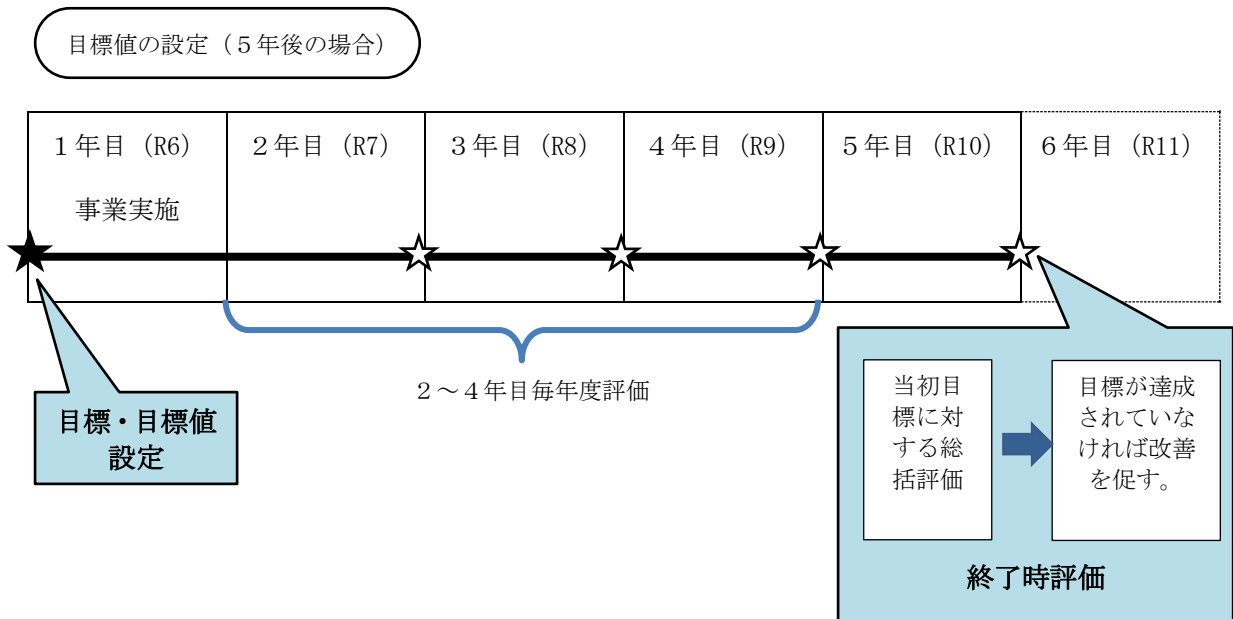 目標値の設定（５年後の場合）
１年目（R6）
事業実施
２年目（R7）
３年目（R8）
４年目（R9）
５年目（R10）
６年目（R11）
２～４年目毎年度評価
目標・目標値
設定
当初目
標に対
する総
括評価
目標が達成
されていな
ければ改善
を促す。
終了時評価